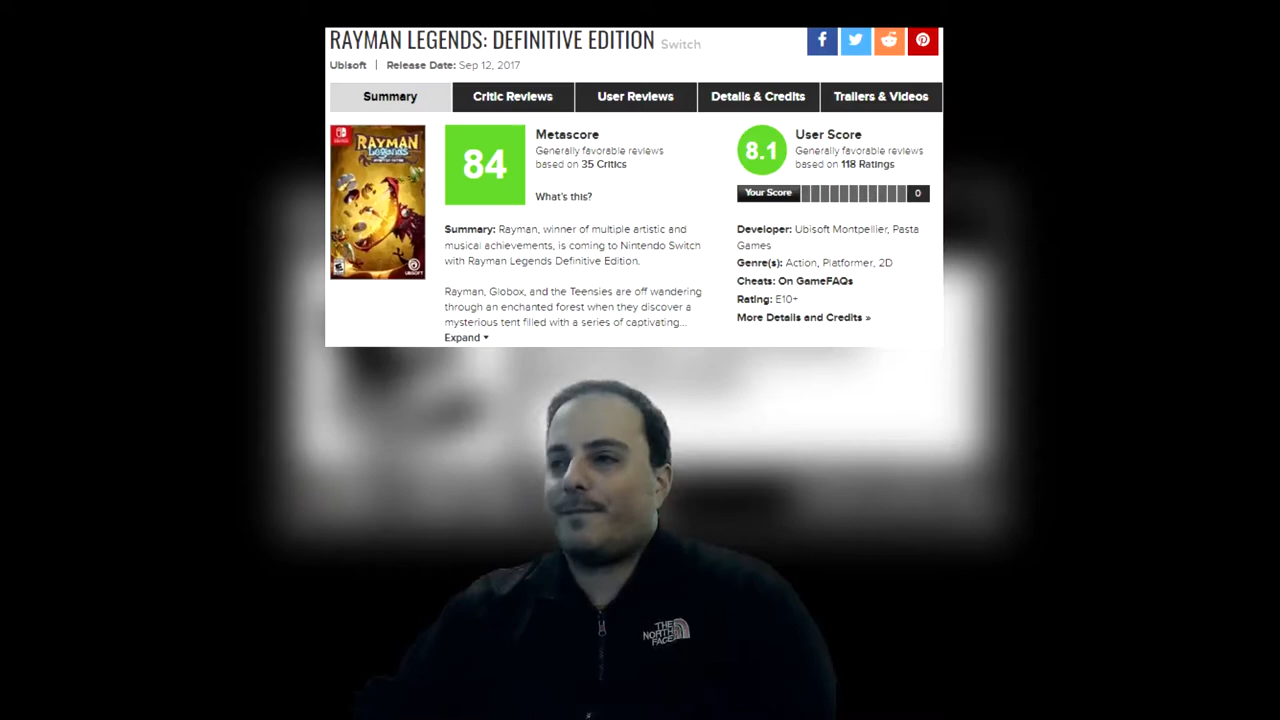 RAYMAN LEGENDS: DEFINITIVE EDITION Switch
Ubisoft | Release Date: Sep 12, 2017
Summary
Critic Reviews
User Reviews
Details & Credits
Trailers & Videos
RAYMAN
Legends
UBISOFT
84
Metascore
Generally favorable reviews
based on 35 Critics
What's this?
Summary: Rayman, winner of multiple artistic and
musical achievements, is coming to Nintendo Switch
with Rayman Legends Definitive Edition.
Rayman, Globox, and the Teensies are off wandering
through an enchanted forest when they discover a
mysterious tent filled with a series of captivating...
Expand
8.1
User Score
Generally favorable reviews
based on 118 Ratings
Your Score 0
Developer: Ubisoft Montpellier, Pasta
Games
Genre(s): Action, Platformer, 2D
Cheats: On GameFAQs
Rating: E10+
More Details and Credits »
THE
NORTH
FACE